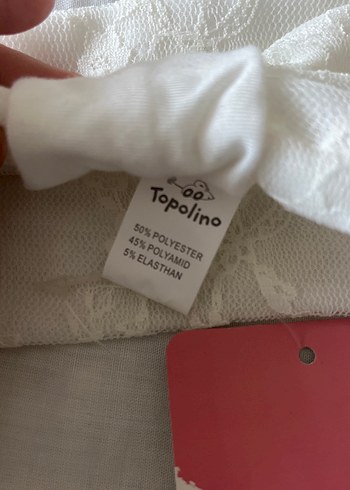 Topolino
50% POLYESTER
45% POLYAMID
5% ELASTHAN